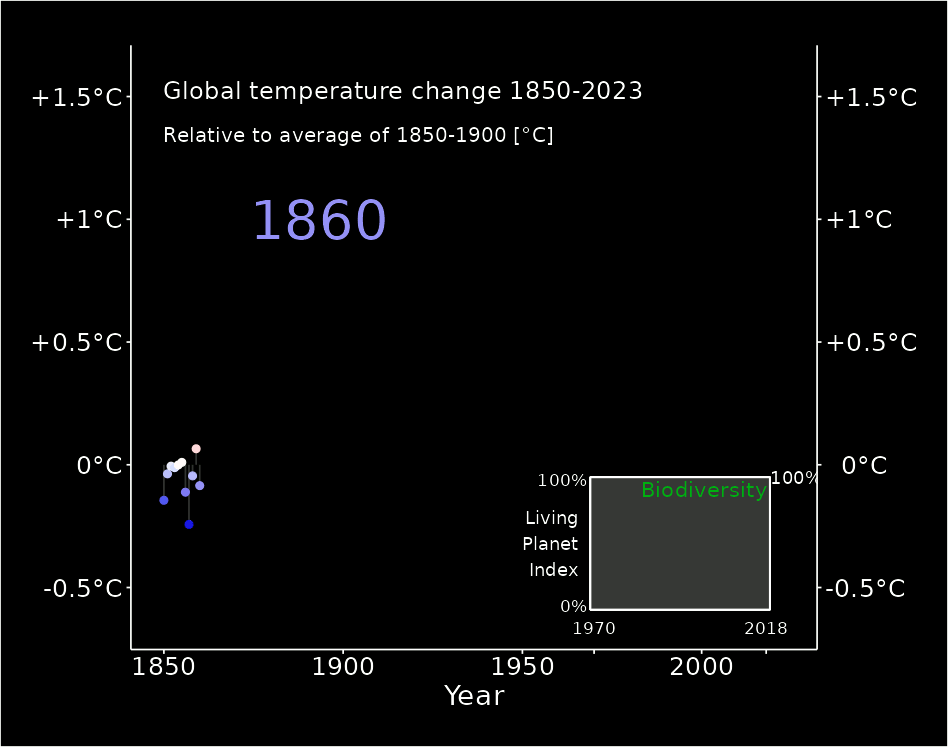 Global temperature change 1850-2023
Relative to average of 1850-1900 [°C]
1860
+1.5°C
+1°C
+0.5°C
0°C
-0.5°C
+1.5°C
+1°C
+0.5°C
0°C
-0.5°C
100%
100%
Biodiversity
Living
Planet
Index
0%
1970 2018
1850 1900 1950 2000
Year